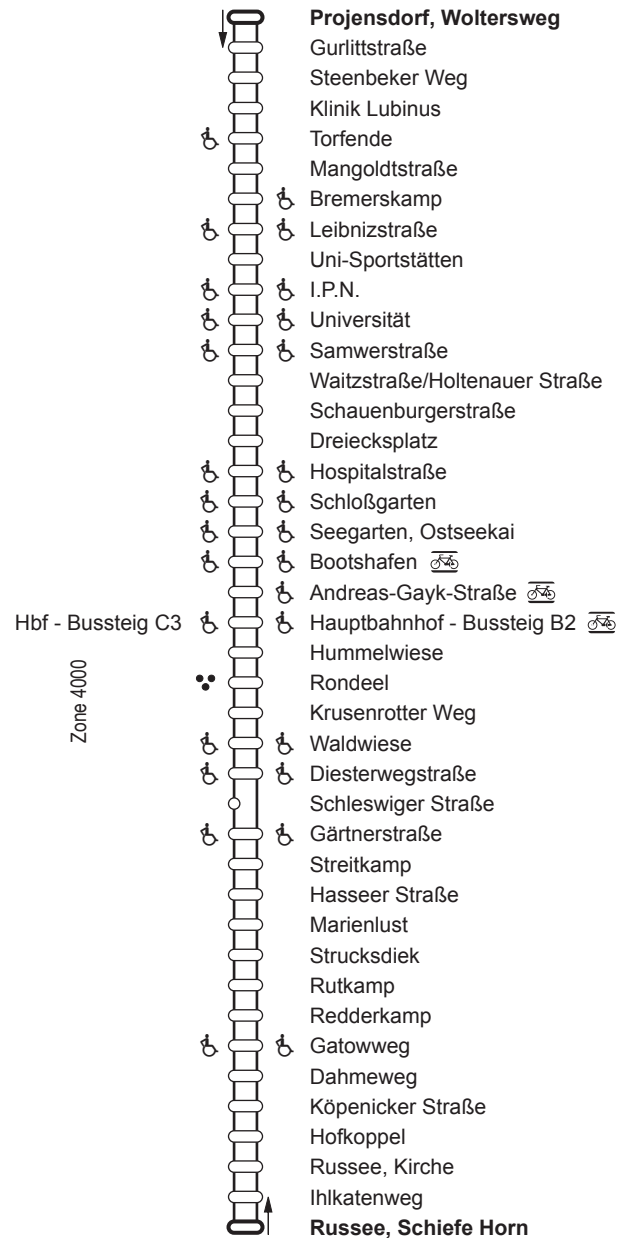 Projensdorf, Woltersweg
Gurlittstraße
Steenbeker Weg
Klinik Lubinus
Torfende
Mangoldtstraße
Bremerskamp
Leibnizstraße
Uni-Sportstätten
I.P.N.
Universität
Samwerstraße
Waitzstraße/Holtenauer Straße
Schauenburgerstraße
Dreiecksplatz
Hospitalstraße
Schloßgarten
Seegarten, Ostseekai
Bootshafen
Andreas-Gayk-Straße
Hbf - Bussteig C3 Hauptbahnhof - Bussteig B2
Hummelwiese
Zone 4000
Rondeel
Krusenrotter Weg
Waldwiese
Diesterwegstraße
Schleswiger Straße
Gärtnerstraße
Streitkamp
Hasseer Straße
Marienlust
Strucksdiek
Rutkamp
Redderkamp
Gatowweg
Dahmeweg
Köpenicker Straße
Hofkoppel
Russee, Kirche
Ihlkatenweg
Russee, Schiefe Horn